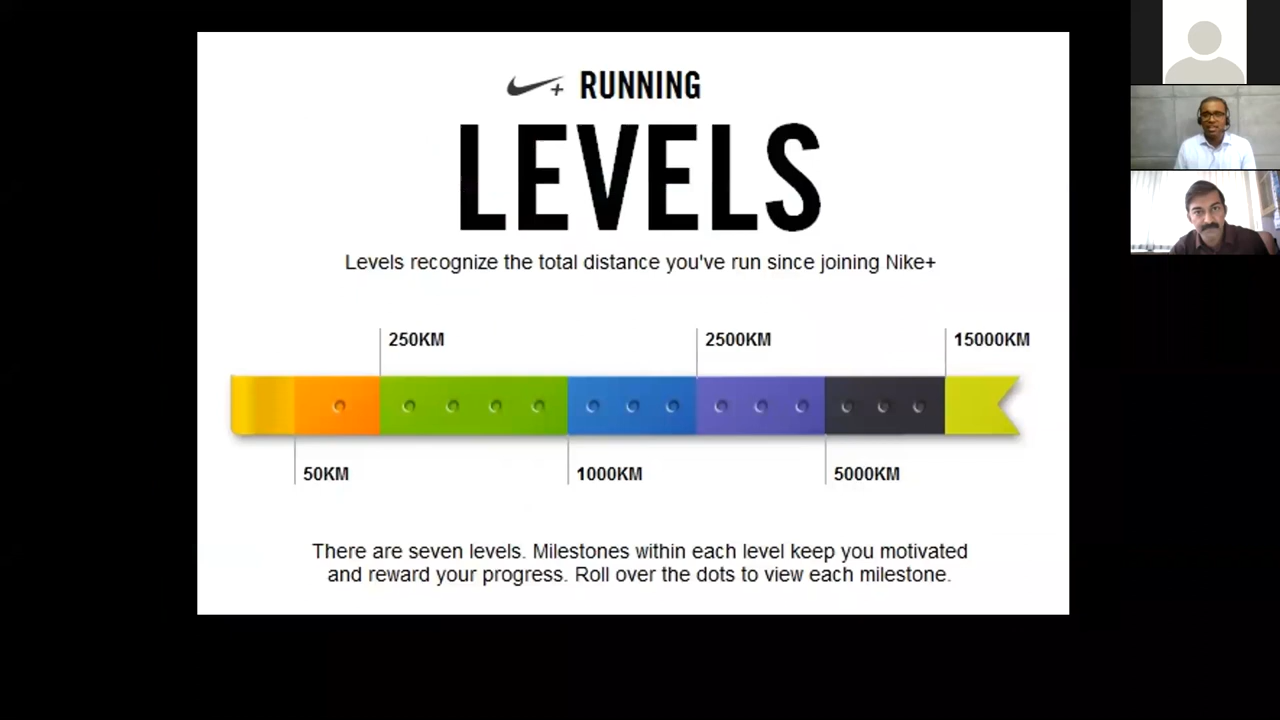 + RUNNING
LEVELS
Levels recognize the total distance you've run since joining Nike+
250KM
2500KM
15000KM
50KM
1000KM
5000KM
There are seven levels. Milestones within each level keep you motivated
and reward your progress. Roll over the dots to view each milestone.